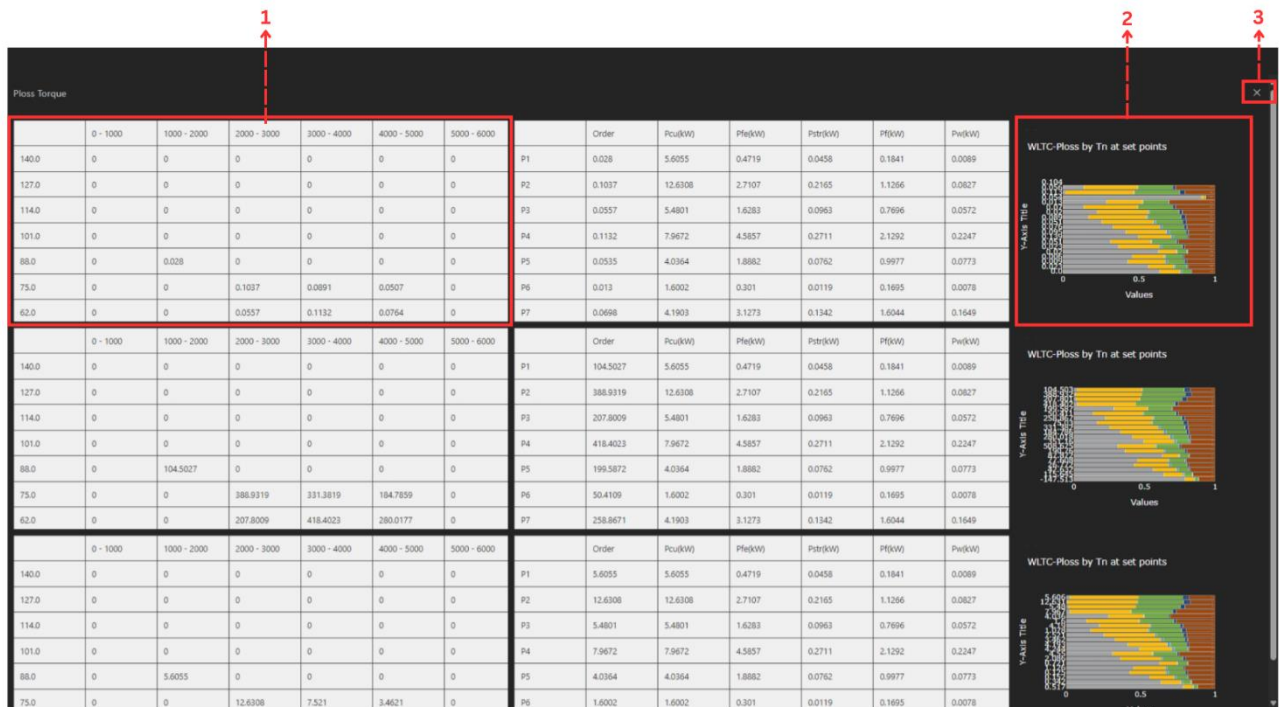 1 2 3
Ploss Torque
0 - 1000 1000 - 2000 2000 - 3000 3000 - 4000 4000 - 5000 5000 - 6000 Order Pcu(kW) Pfe(kW) Pstr(kW) Pf(kW) Pw(kW)
140.0 0 0 0 0 0 0 P1 0.028 5.6055 0.4719 0.0458 0.1841 0.0089
127.0 0 0 0 0 0 0 P2 0.1037 12.6308 2.7107 0.2165 1.1266 0.0827
114.0 0 0 0 0 0 0 P3 0.0557 5.4801 1.6283 0.0963 0.7696 0.0572
101.0 0 0 0 0 0 0 P4 0.1132 7.9672 4.5857 0.2711 2.1292 0.2247
88.0 0 0.028 0 0 0 0 P5 0.0535 4.0364 1.8882 0.0762 0.9977 0.0773
75.0 0 0 0.1037 0.0891 0.0507 0 P6 0.013 1.6002 0.301 0.0119 0.1695 0.0078
62.0 0 0 0.0557 0.1132 0.0764 0 P7 0.0698 4.1903 3.1273 0.1342 1.6044 0.1649
WLTC-Ploss by Tn at set points
0.104
Y-Axis Title
0 0.5 1
Values
0 - 1000 1000 - 2000 2000 - 3000 3000 - 4000 4000 - 5000 5000 - 6000 Order Pcu(kW) Pfe(kW) Pstr(kW) Pf(kW) Pw(kW)
140.0 0 0 0 0 0 0 P1 104.5027 5.6055 0.4719 0.0458 0.1841 0.0089
127.0 0 0 0 0 0 0 P2 388.9319 12.6308 2.7107 0.2165 1.1266 0.0827
114.0 0 0 0 0 0 0 P3 207.8009 5.4801 1.6283 0.0963 0.7696 0.0572
101.0 0 0 0 0 0 0 P4 418.4023 7.9672 4.5857 0.2711 2.1292 0.2247
88.0 0 104.5027 0 0 0 0 P5 199.5872 4.0364 1.8882 0.0762 0.9977 0.0773
75.0 0 0 388.9319 331.3819 184.7859 0 P6 50.4109 1.6002 0.301 0.0119 0.1695 0.0078
62.0 0 0 207.8009 418.4023 280.0177 0 P7 258.8671 4.1903 3.1273 0.1342 1.6044 0.1649
WLTC-Ploss by Tn at set points
104.503
Y-Axis Title
-147.513
0 0.5 1
Values
0 - 1000 1000 - 2000 2000 - 3000 3000 - 4000 4000 - 5000 5000 - 6000 Order Pcu(kW) Pfe(kW) Pstr(kW) Pf(kW) Pw(kW)
140.0 0 0 0 0 0 0 P1 5.6055 5.6055 0.4719 0.0458 0.1841 0.0089
127.0 0 0 0 0 0 0 P2 12.6308 12.6308 2.7107 0.2165 1.1266 0.0827
114.0 0 0 0 0 0 0 P3 5.4801 5.4801 1.6283 0.0963 0.7696 0.0572
101.0 0 0 0 0 0 0 P4 7.9672 7.9672 4.5857 0.2711 2.1292 0.2247
88.0 0 5.6055 0 0 0 0 P5 4.0364 4.0364 1.8882 0.0762 0.9977 0.0773
75.0 0 0 12.6308 7.521 3.4621 0 P6 1.6002 1.6002 0.301 0.0119 0.1695 0.0078
WLTC-Ploss by Tn at set points
Y-Axis Title
0.517
0 0.5 1